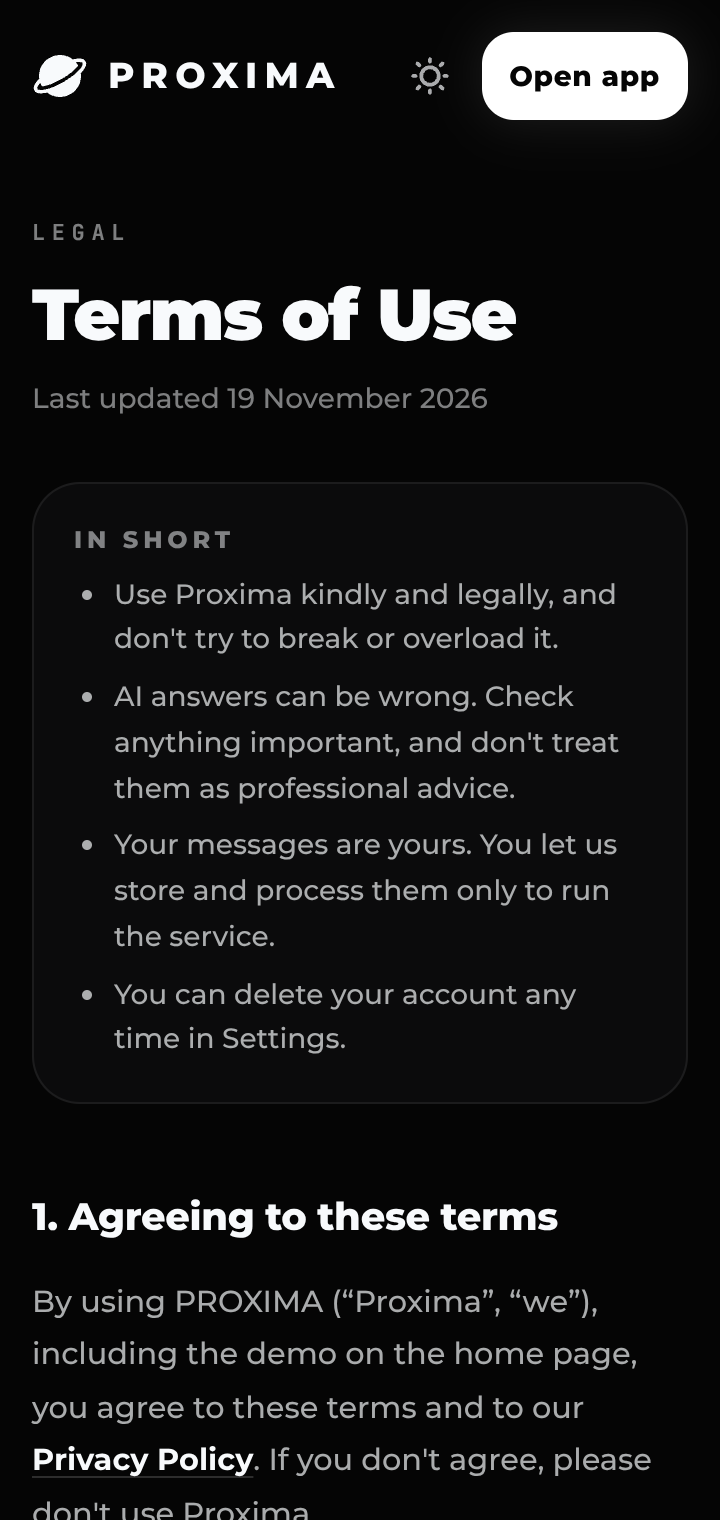 PROXIMA
Open app
LEGAL
Terms of Use
Last updated 19 November 2026
IN SHORT
• Use Proxima kindly and legally, and
don't try to break or overload it.
• AI answers can be wrong. Check
anything important, and don't treat
them as professional advice.
• Your messages are yours. You let us
store and process them only to run
the service.
• You can delete your account any
time in Settings.
1. Agreeing to these terms
By using PROXIMA (“Proxima”, “we”),
including the demo on the home page,
you agree to these terms and to our
Privacy Policy. If you don't agree, please
don't use Proxima